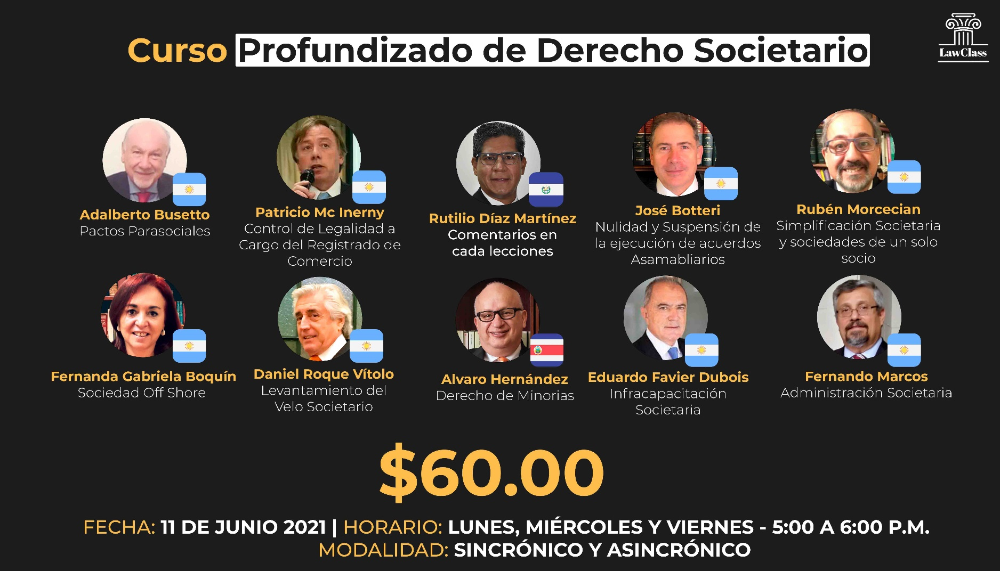 Curso Profundizado de Derecho Societario
LawClass
Adalberto Busetto
Pactos Parasociales
Patricio Mc Inerny
Control de Legalidad a
Cargo del Registrado de
Comercio
Rutilio Díaz Martínez
Comentarios en
cada lecciones
José Botteri
Nulidad y Suspensión de
la ejecución de acuerdos
Asamabliarios
Rubén Morcecian
Simplificación Societaria
y sociedades de un solo
socio
Fernanda Gabriela Boquín
Sociedad Off Shore
Daniel Roque Vítolo
Levantamiento del
Velo Societario
Alvaro Hernández
Derecho de Minorias
Eduardo Favier Dubois
Infracapacitación
Societaria
Fernando Marcos
Administración Societaria
$60.00
FECHA: 11 DE JUNIO 2021 | HORARIO: LUNES, MIÉRCOLES Y VIERNES - 5:00 A 6:00 P.M.
MODALIDAD: SINCRÓNICO Y ASINCRÓNICO